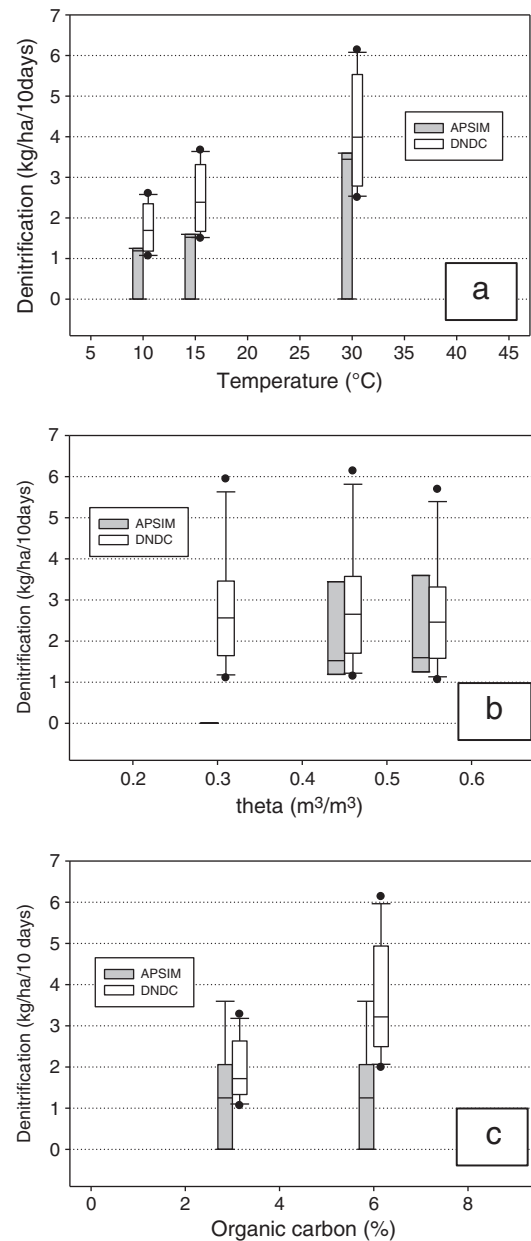 7
6
5
4
3
2
1
0
Denitrification (kg/ha/10days)
APSIM
DNDC
a
5 10 15 20 25 30 35 40 45
Temperature (°C)
7
6
5
4
3
2
1
0
Denitrification (kg/ha/10days)
APSIM
DNDC
b
0.2 0.3 0.4 0.5 0.6
theta (m³/m³)
7
6
5
4
3
2
1
0
Denitrification (kg/ha/10 days)
APSIM
DNDC
c
0 2 4 6 8
Organic carbon (%)